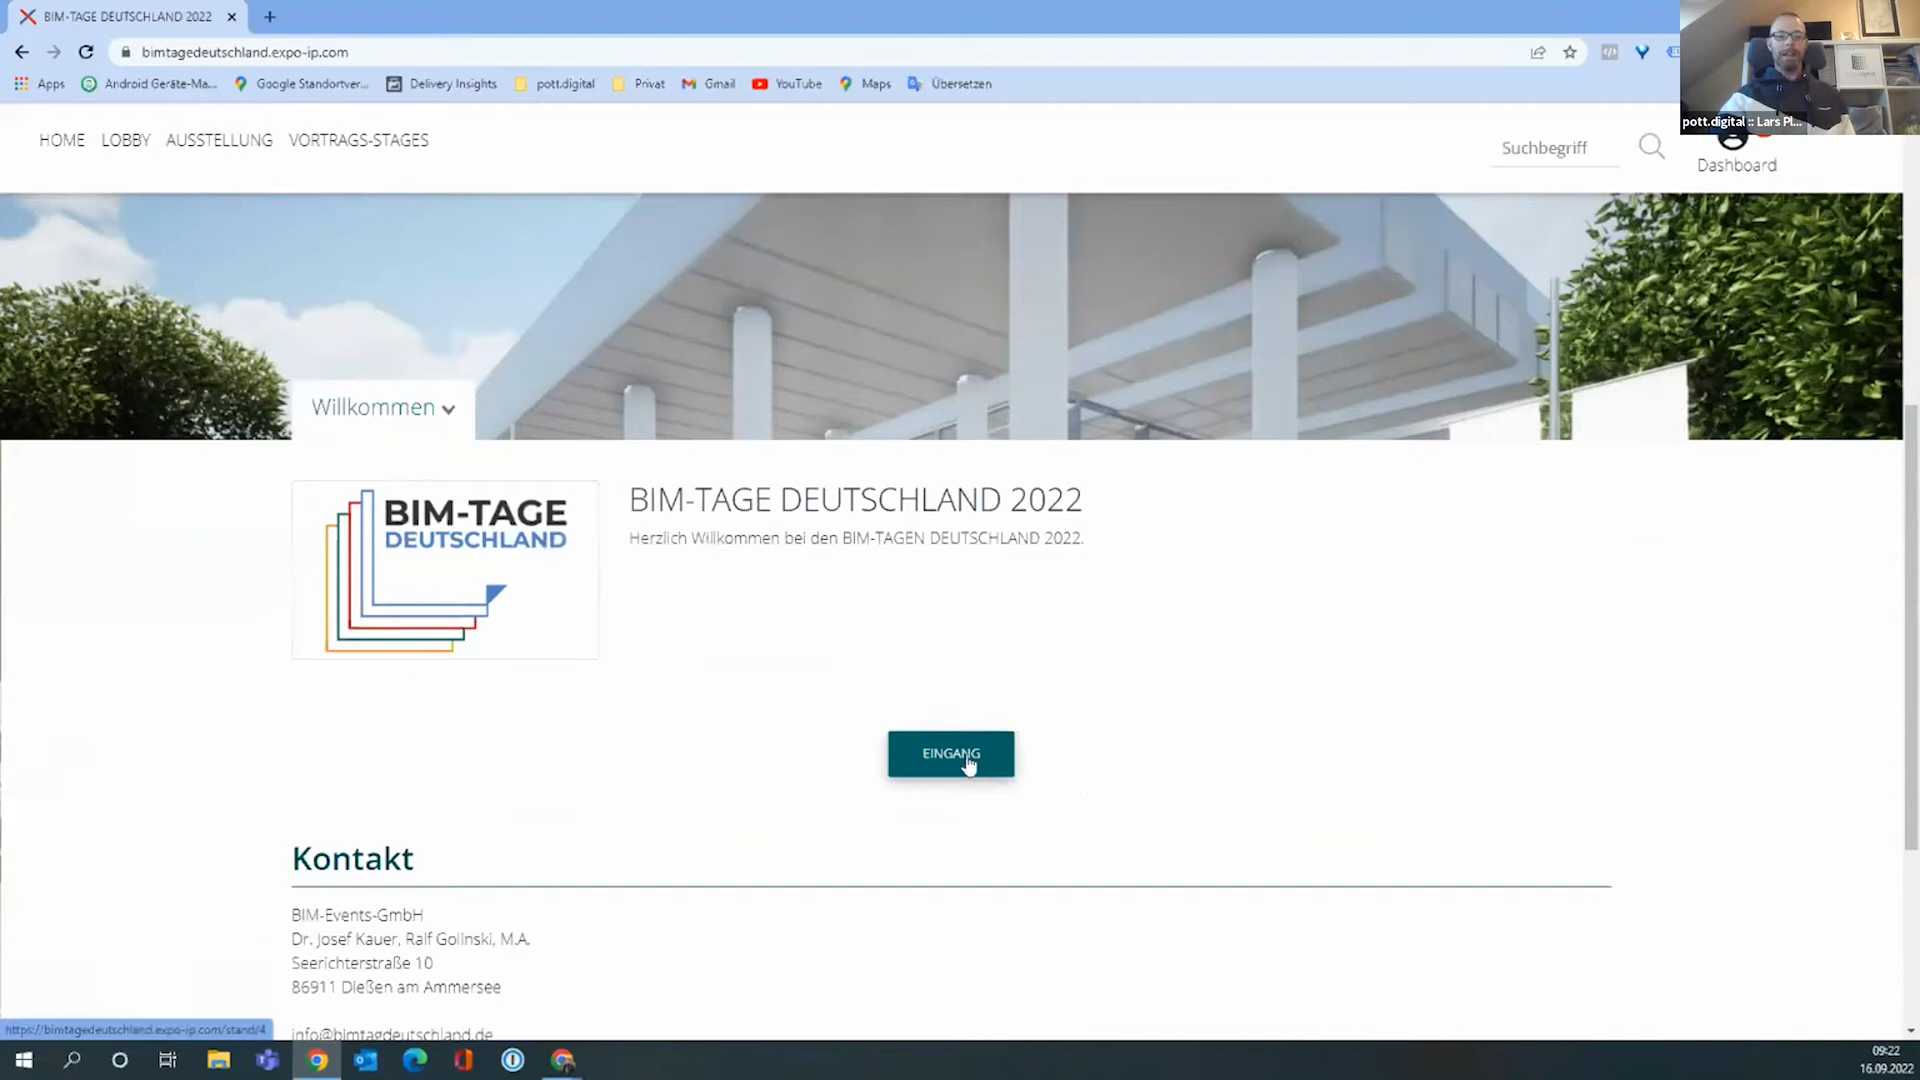 BIM-TAGE DEUTSCHLAND 2022
bimtagedeutschland.expo-ip.com
Apps Android Geräte-Ma... Google Standortver... Delivery Insights pott.digital Privat Gmail YouTube Maps Übersetzen
pott.digital :: Lars Pl...
HOME LOBBY AUSSTELLUNG VORTRAGS-STAGES
Suchbegriff
Dashboard
Willkommen
BIM-TAGE
DEUTSCHLAND
BIM-TAGE DEUTSCHLAND 2022
Herzlich Willkommen bei den BIM-TAGEN DEUTSCHLAND 2022.
EINGANG
Kontakt
BIM-Events-GmbH
Dr. Josef Kauer, Ralf Golinski, M.A.
Seerichterstraße 10
86911 Dießen am Ammersee
info@bimtagdeutschland.de
https://bimtagedeutschland.expo-ip.com/stand/4
09:22
16.09.2022